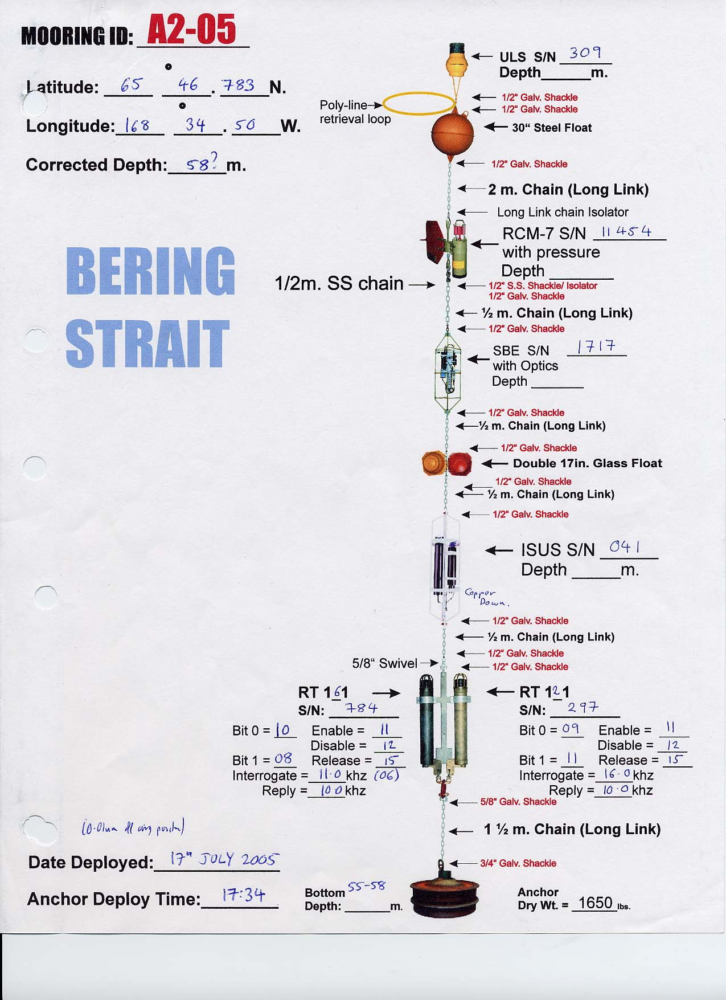 MOORING ID: A2-05
Latitude: 65 46 . 783 N.
Longitude: 168 34 . 50 W.
Corrected Depth: 58? m.
BERING
STRAIT
ULS S/N 309
Depth______m.
1/2" Galv. Shackle
Poly-line
retrieval loop
1/2" Galv. Shackle
30" Steel Float
1/2" Galv. Shackle
2 m. Chain (Long Link)
Long Link chain Isolator
RCM-7 S/N 11454
with pressure
Depth ______
1/2m. SS chain
1/2" S.S. Shackle/ Isolator
1/2" Galv. Shackle
½ m. Chain (Long Link)
1/2" Galv. Shackle
SBE S/N 1717
with Optics
Depth ______
1/2" Galv. Shackle
½ m. Chain (Long Link)
1/2" Galv. Shackle
Double 17in. Glass Float
1/2" Galv. Shackle
½ m. Chain (Long Link)
1/2" Galv. Shackle
ISUS S/N 041
Depth ______m.
Copper
Down.
1/2" Galv. Shackle
½ m. Chain (Long Link)
1/2" Galv. Shackle
5/8" Swivel
1/2" Galv. Shackle
RT 161
S/N: 784
Bit 0 = 10 Enable = 11
Disable = 12
Bit 1 = 08 Release = 15
Interrogate = 11.0 khz (06)
Reply = 10.0 khz
RT 121
S/N: 297
Bit 0 = 09 Enable = 11
Disable = 12
Bit 1 = 11 Release = 15
Interrogate = 16.0 khz
Reply = 10.0 khz
5/8" Galv. Shackle
1 ½ m. Chain (Long Link)
3/4" Galv. Shackle
Date Deployed: 17th JULY 2005
Anchor Deploy Time: 17:34
Bottom 55-58
Depth: ______m.
Anchor
Dry Wt. = 1650 lbs.